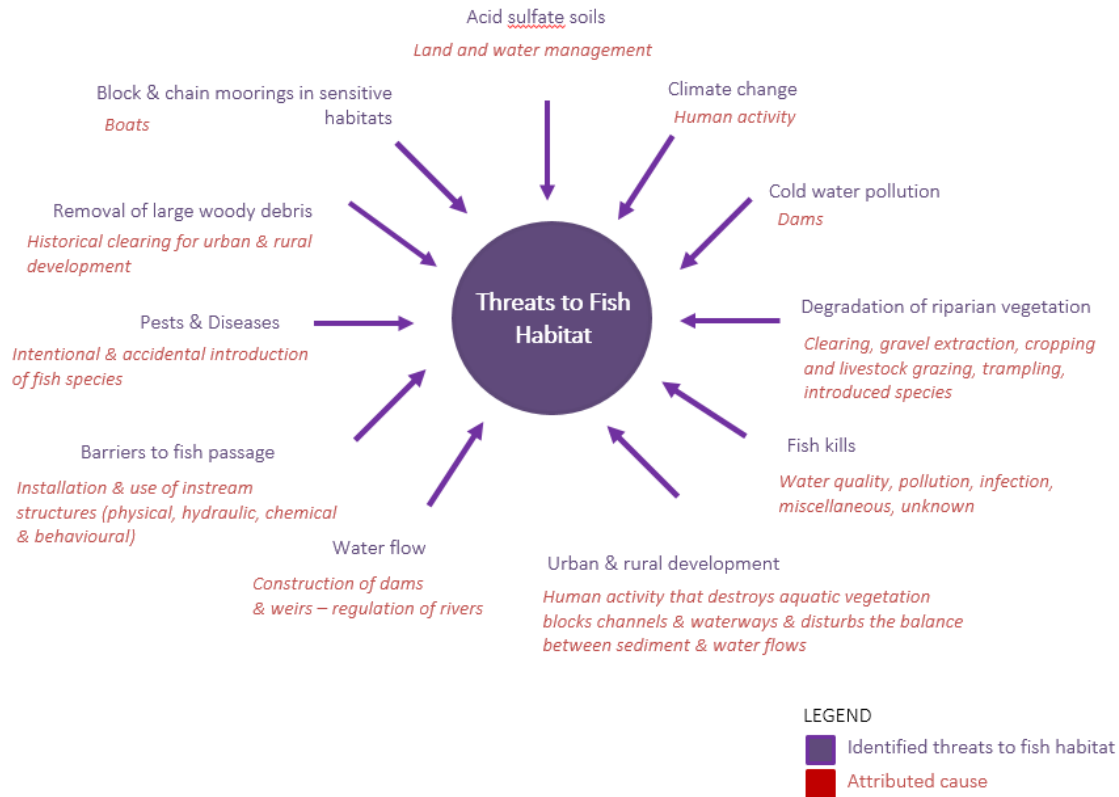 Acid sulfate soils
Land and water management
Climate change
Human activity
Cold water pollution
Dams
Degradation of riparian vegetation
Clearing, gravel extraction, cropping
and livestock grazing, trampling,
introduced species
Fish kills
Water quality, pollution, infection,
miscellaneous, unknown
Urban & rural development
Human activity that destroys aquatic vegetation
blocks channels & waterways & disturbs the balance
between sediment & water flows
Water flow
Construction of dams
& weirs – regulation of rivers
Barriers to fish passage
Installation & use of instream
structures (physical, hydraulic, chemical
& behavioural)
Pests & Diseases
Intentional & accidental introduction
of fish species
Removal of large woody debris
Historical clearing for urban & rural
development
Block & chain moorings in sensitive
habitats
Boats
Threats to Fish
Habitat
LEGEND
Identified threats to fish habitat
Attributed cause